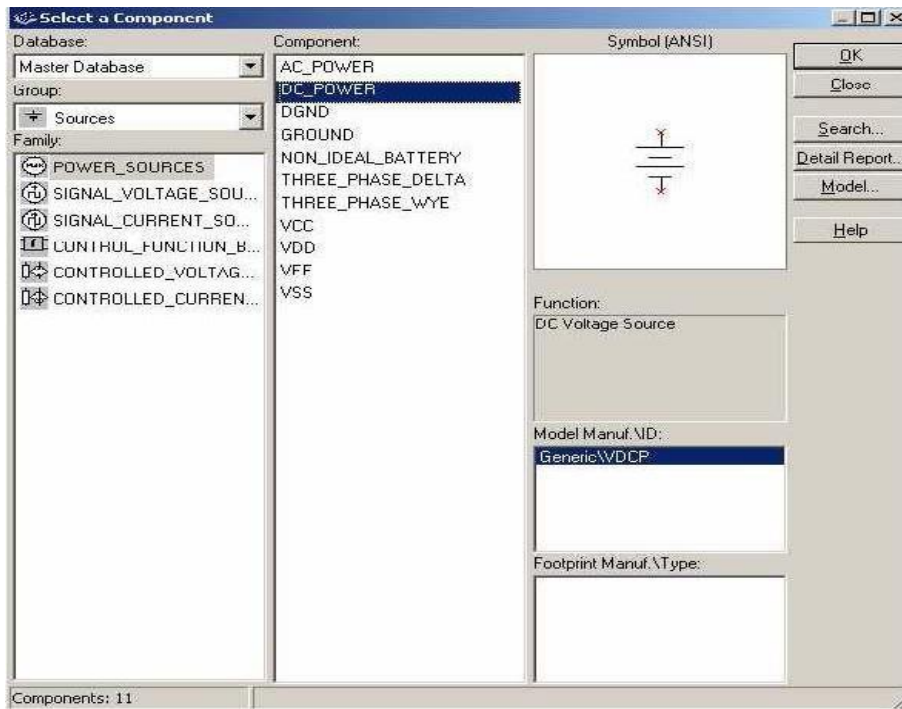 Select a Component
Database:
Master Database
Group:
Sources
Family:
POWER_SOURCES
SIGNAL_VOLTAGE_SOU...
SIGNAL_CURRENT_SO...
CONTROL_FUNCTION_B...
CONTROLLED_VOLTAG...
CONTROLLED_CURREN...
Component:
AC_POWER
DC_POWER
DGND
GROUND
NON_IDEAL_BATTERY
THREE_PHASE_DELTA
THREE_PHASE_WYE
VCC
VDD
VEE
VSS
Symbol (ANSI)
Function:
DC Voltage Source
Model Manuf.\ID:
Generic\VDCP
Footprint Manuf.\Type:
OK
Close
Search...
Detail Report..
Model...
Help
Components: 11